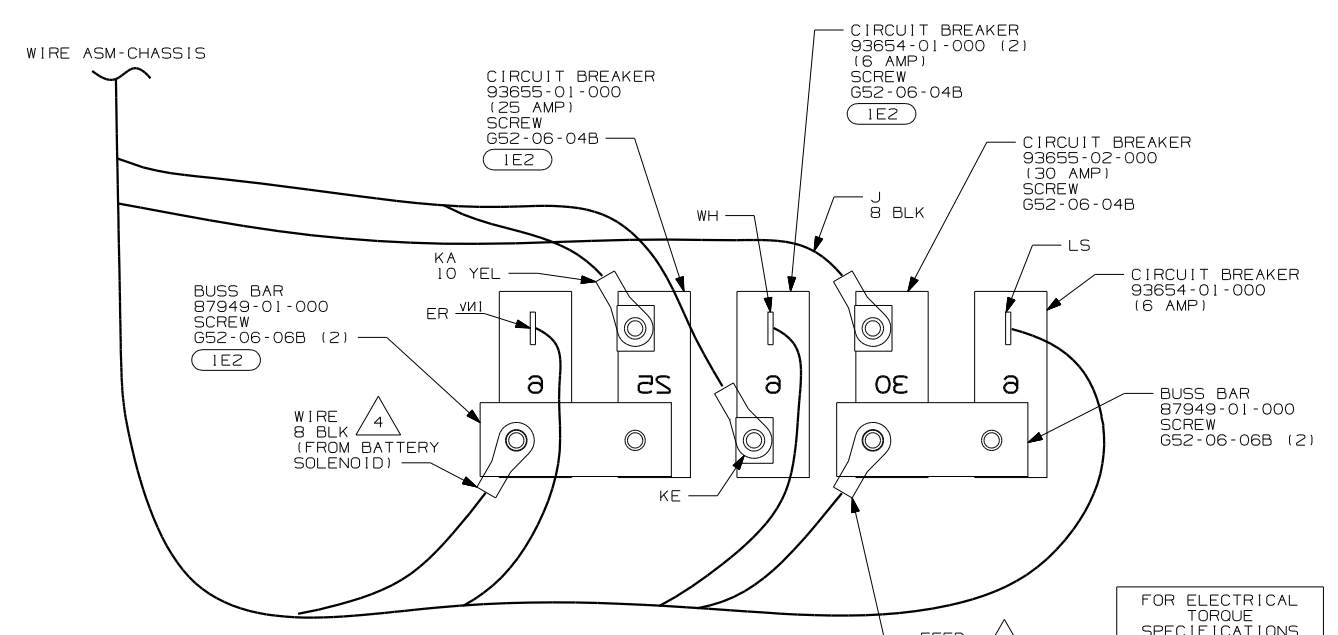 WIRE ASM-CHASSIS
CIRCUIT BREAKER
93655-01-000
(25 AMP)
SCREW
G52-06-04B
1E2
CIRCUIT BREAKER
93654-01-000 (2)
(6 AMP)
SCREW
G52-06-04B
1E2
CIRCUIT BREAKER
93655-02-000
(30 AMP)
SCREW
G52-06-04B
WH
J
8 BLK
LS
KA
10 YEL
CIRCUIT BREAKER
93654-01-000
(6 AMP)
BUSS BAR
87949-01-000
SCREW
G52-06-06B (2)
1E2
ER
INV
6
25
6
30
6
BUSS BAR
87949-01-000
SCREW
G52-06-06B (2)
WIRE
8 BLK 4
(FROM BATTERY
SOLENOID)
KE
FOR ELECTRICAL
TORQUE
SPECIFICATIONS